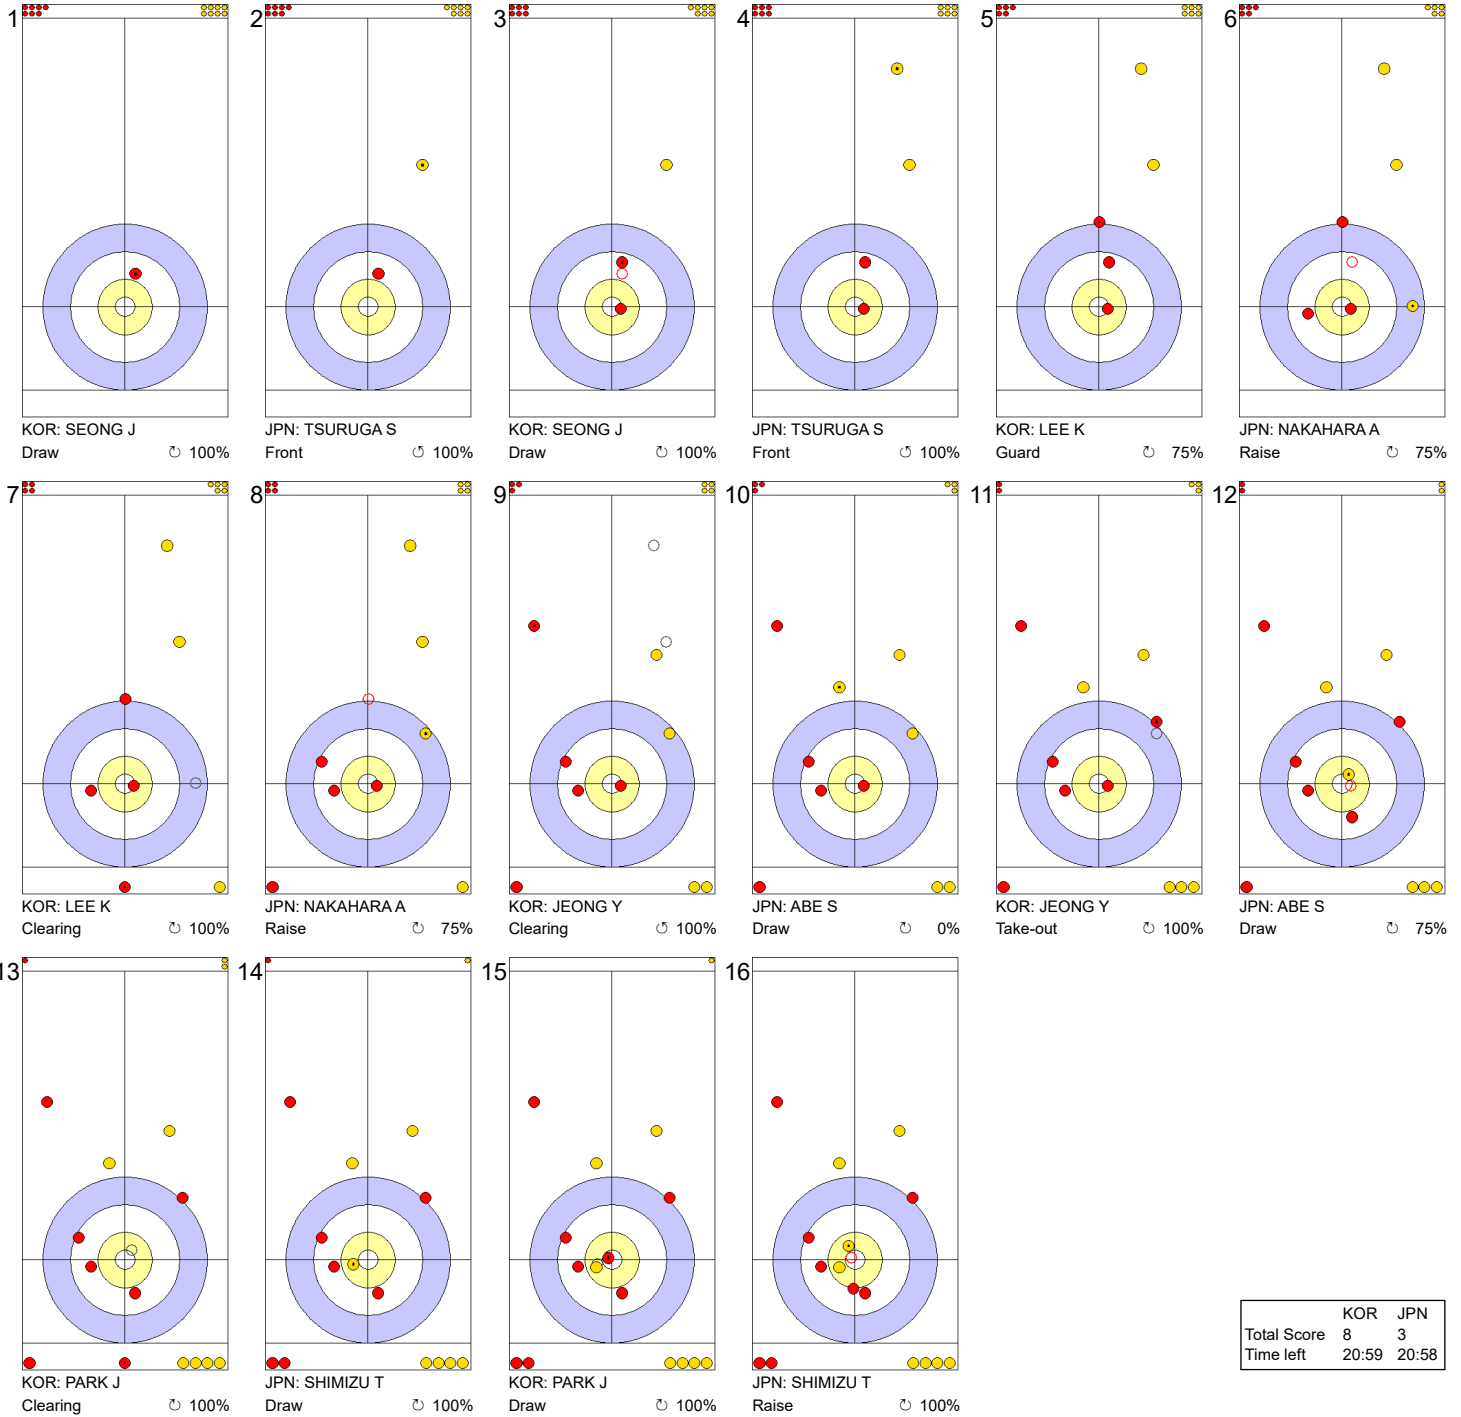 1 2 3 4 5 6
KOR: SEONG J JPN: TSURUGA S KOR: SEONG J JPN: TSURUGA S KOR: LEE K JPN: NAKAHARA A
Draw ↻ 100% Front ↺ 100% Draw ↻ 100% Front ↺ 100% Guard ↻ 75% Raise ↻ 75%
7 8 9 10 11 12
KOR: LEE K JPN: NAKAHARA A KOR: JEONG Y JPN: ABE S KOR: JEONG Y JPN: ABE S
Clearing ↻ 100% Raise ↻ 75% Clearing ↺ 100% Draw ↻ 0% Take-out ↻ 100% Draw ↻ 75%
13 14 15 16
KOR: PARK J JPN: SHIMIZU T KOR: PARK J JPN: SHIMIZU T
Clearing ↻ 100% Draw ↻ 100% Draw ↻ 100% Raise ↻ 100%
KOR JPN
Total Score 8 3
Time left 20:59 20:58